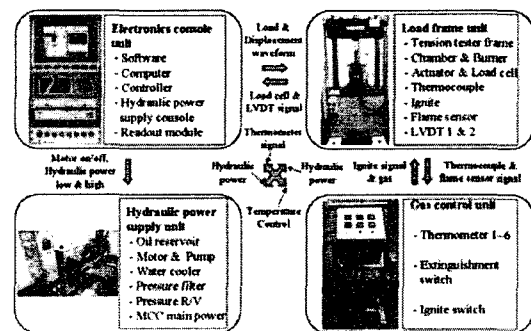 Electronics console
unit
- Software
- Computer
- Controller
- Hydraulic power
supply console
- Readout module
Load &
Displacement
waveform
Load cell &
LVDT signal
Load frame unit
- Tension tester frame
- Chamber & Burner
- Actuator & Load cell
- Thermocouple
- Ignite
- Flame sensor
- LVDT 1 & 2
Motor on/off,
Hydraulic power
low & high
Thermometer
signal
Hydraulic
power
Hydraulic
power
Temperature
Control
Ignite signal
& gas
Thermocouple &
flame sensor signal
Hydraulic power
supply unit
- Oil reservoir
- Motor & Pump
- Water cooler
- Pressure filter
- Pressure R/V
- MCC main power
Gas control unit
- Thermometer 1~6
- Extinguishment
switch
- Ignite switch